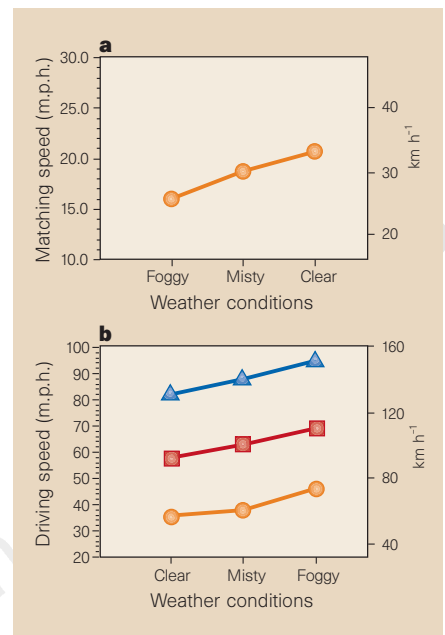 a
Matching speed (m.p.h.)
30.0
25.0
20.0
15.0
10.0
40
30
20
km h⁻¹
Foggy Misty Clear
Weather conditions
b
Driving speed (m.p.h.)
100
90
80
70
60
50
40
30
20
160
120
80
40
km h⁻¹
Clear Misty Foggy
Weather conditions